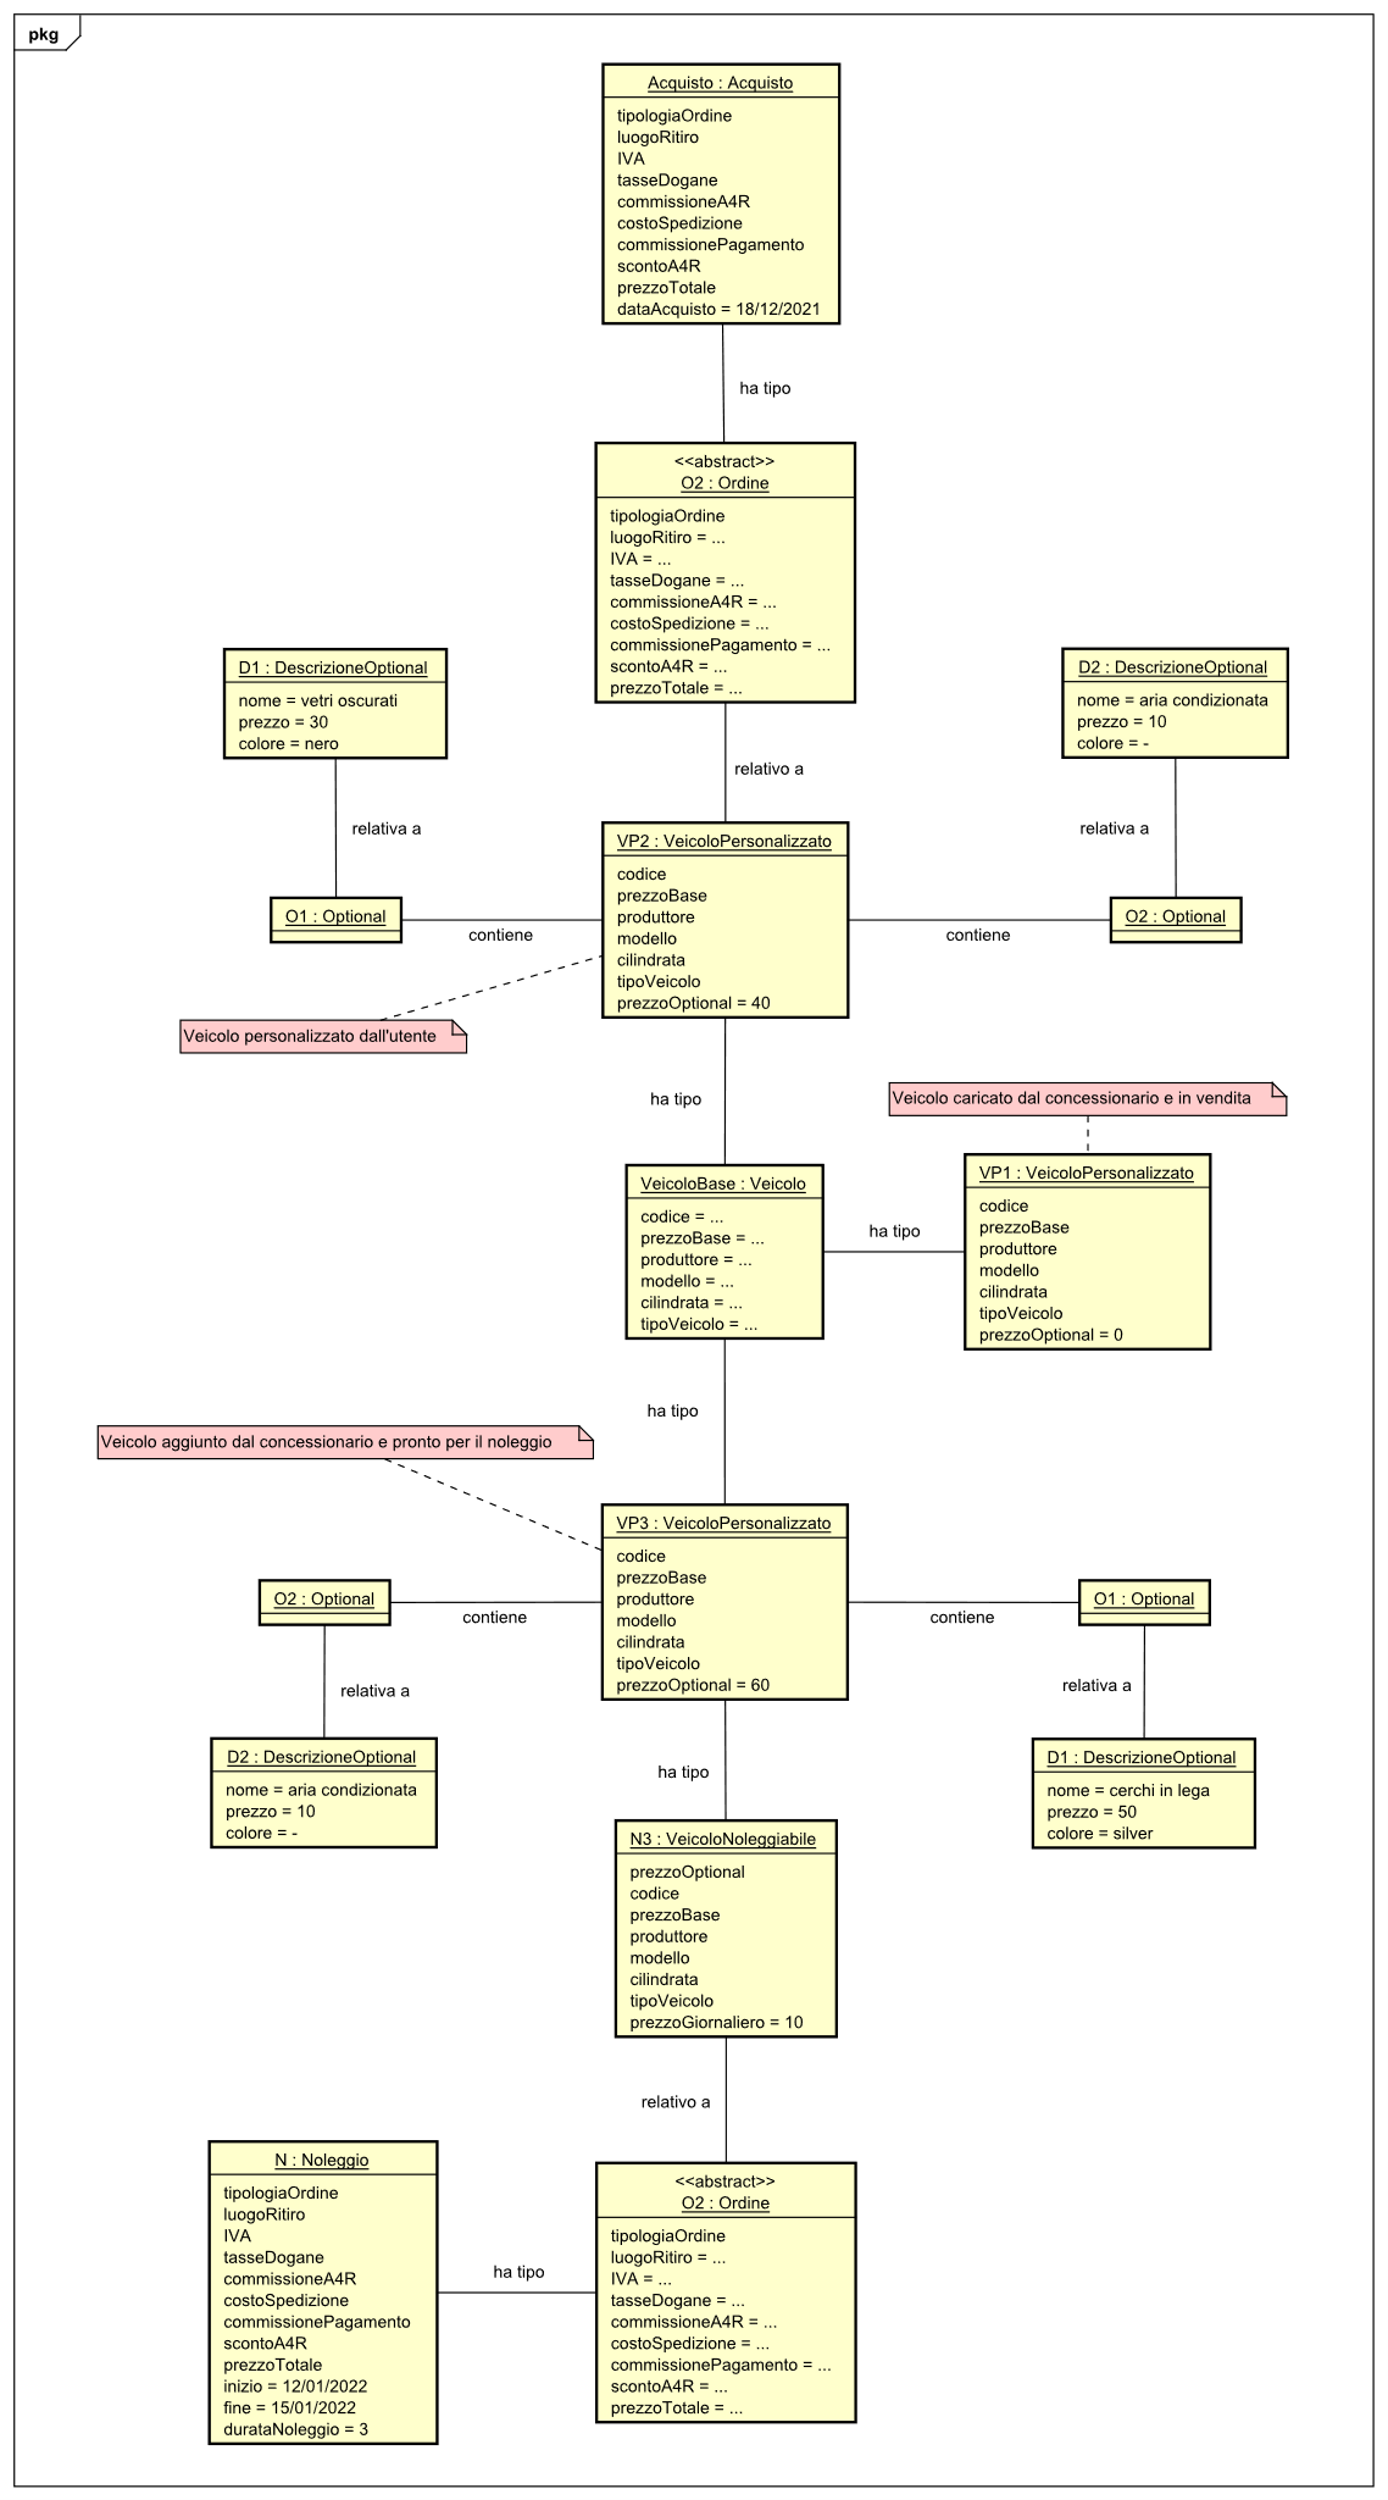 pkg
Acquisto : Acquisto
tipologiaOrdine
luogoRitiro
IVA
tasseDogane
commissioneA4R
costoSpedizione
commissionePagamento
scontoA4R
prezzoTotale
dataAcquisto = 18/12/2021
ha tipo
<<abstract>>
O2 : Ordine
tipologiaOrdine
luogoRitiro = ...
IVA = ...
tasseDogane = ...
commissioneA4R = ...
costoSpedizione = ...
commissionePagamento = ...
scontoA4R = ...
prezzoTotale = ...
D1 : DescrizioneOptional
nome = vetri oscurati
prezzo = 30
colore = nero
D2 : DescrizioneOptional
nome = aria condizionata
prezzo = 10
colore = -
relativo a
relativa a
relativa a
VP2 : VeicoloPersonalizzato
codice
prezzoBase
produttore
modello
cilindrata
tipoVeicolo
prezzoOptional = 40
O1 : Optional
contiene
O2 : Optional
contiene
Veicolo personalizzato dall'utente
ha tipo
Veicolo caricato dal concessionario e in vendita
VeicoloBase : Veicolo
codice = ...
prezzoBase = ...
produttore = ...
modello = ...
cilindrata = ...
tipoVeicolo = ...
ha tipo
VP1 : VeicoloPersonalizzato
codice
prezzoBase
produttore
modello
cilindrata
tipoVeicolo
prezzoOptional = 0
ha tipo
Veicolo aggiunto dal concessionario e pronto per il noleggio
VP3 : VeicoloPersonalizzato
codice
prezzoBase
produttore
modello
cilindrata
tipoVeicolo
prezzoOptional = 60
O2 : Optional
contiene
O1 : Optional
contiene
relativa a
relativa a
D2 : DescrizioneOptional
nome = aria condizionata
prezzo = 10
colore = -
ha tipo
D1 : DescrizioneOptional
nome = cerchi in lega
prezzo = 50
colore = silver
N3 : VeicoloNoleggiabile
prezzoOptional
codice
prezzoBase
produttore
modello
cilindrata
tipoVeicolo
prezzoGiornaliero = 10
relativo a
N : Noleggio
tipologiaOrdine
luogoRitiro
IVA
tasseDogane
commissioneA4R
costoSpedizione
commissionePagamento
scontoA4R
prezzoTotale
inizio = 12/01/2022
fine = 15/01/2022
durataNoleggio = 3
ha tipo
<<abstract>>
O2 : Ordine
tipologiaOrdine
luogoRitiro = ...
IVA = ...
tasseDogane = ...
commissioneA4R = ...
costoSpedizione = ...
commissionePagamento = ...
scontoA4R = ...
prezzoTotale = ...